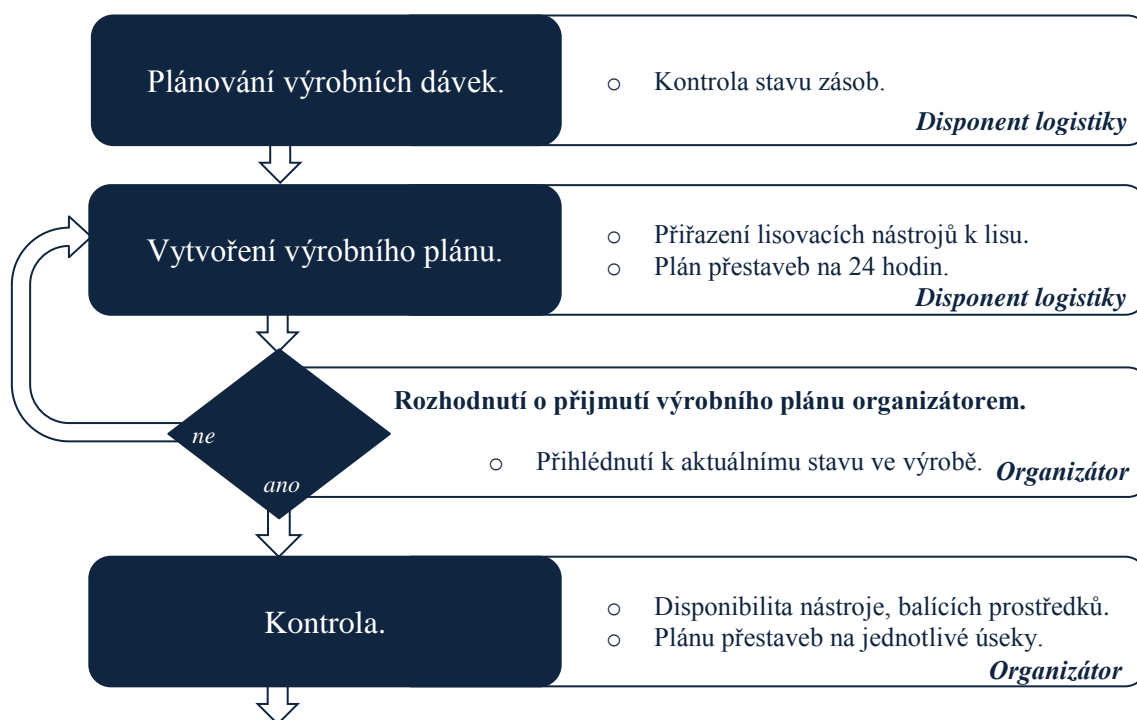 Plánování výrobních dávek.
o Kontrola stavu zásob.
Disponent logistiky
Vytvoření výrobního plánu.
o Přiřazení lisovacích nástrojů k lisu.
o Plán přestaveb na 24 hodin.
Disponent logistiky
Rozhodnutí o přijmutí výrobního plánu organizátorem.
ne
o Přihlédnutí k aktuálnímu stavu ve výrobě.
Organizátor
ano
Kontrola.
o Disponibilita nástroje, balících prostředků.
o Plánu přestaveb na jednotlivé úseky.
Organizátor